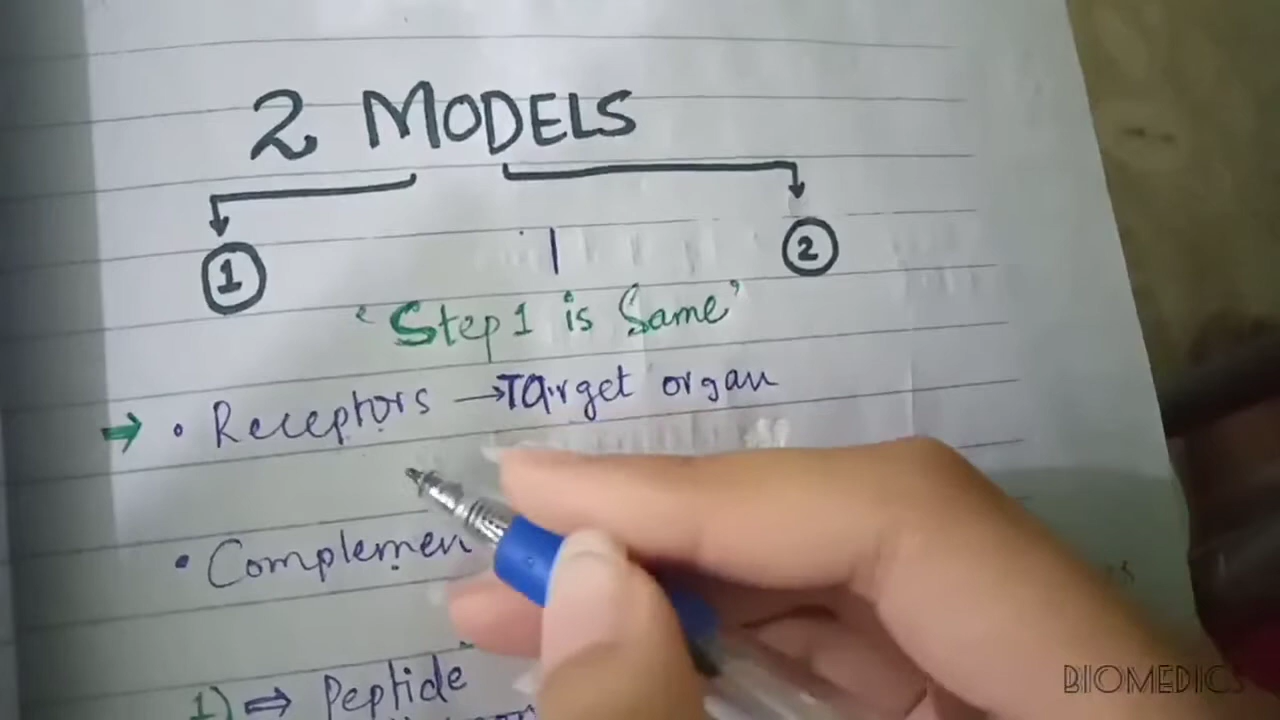 2 MODELS
1 2
'Step 1 is Same'
→ • Receptors → Target organ
• Complemen
1) ⇒ Peptide
BIOMEDICS